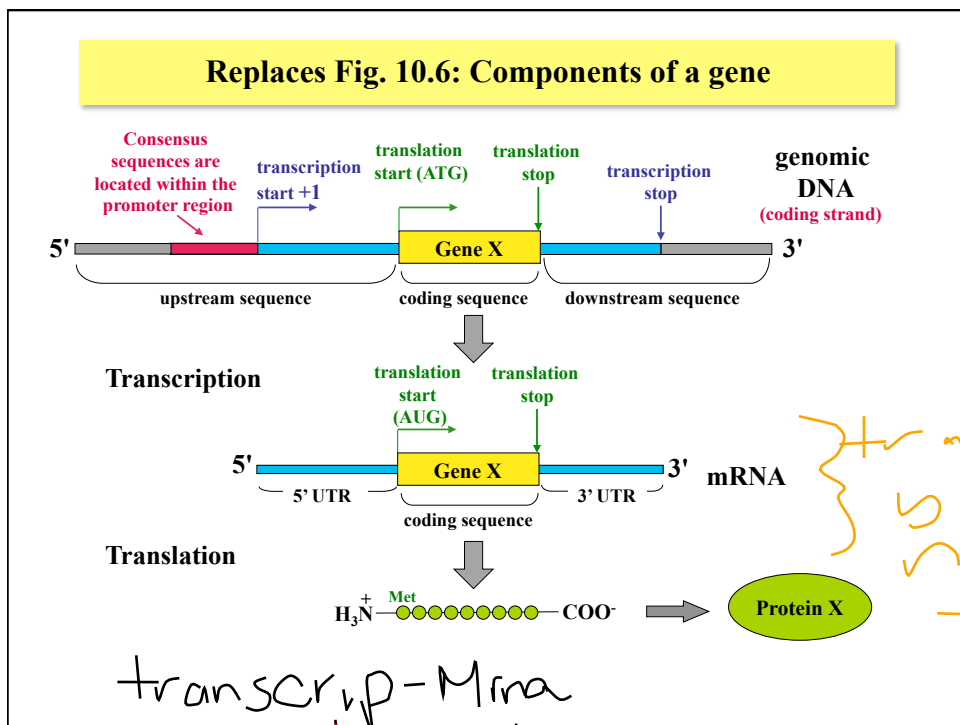 Replaces Fig. 10.6: Components of a gene
Consensus
sequences are
located within the
promoter region
transcription
start +1
translation
start (ATG)
translation
stop
transcription
stop
genomic
DNA
(coding strand)
5'
Gene X
3'
upstream sequence
coding sequence
downstream sequence
Transcription
translation
start
(AUG)
translation
stop
5'
Gene X
3'
mRNA
5' UTR
3' UTR
coding sequence
Translation
Met
H₃N⁺
COO⁻
Protein X
transcrip-Mrna